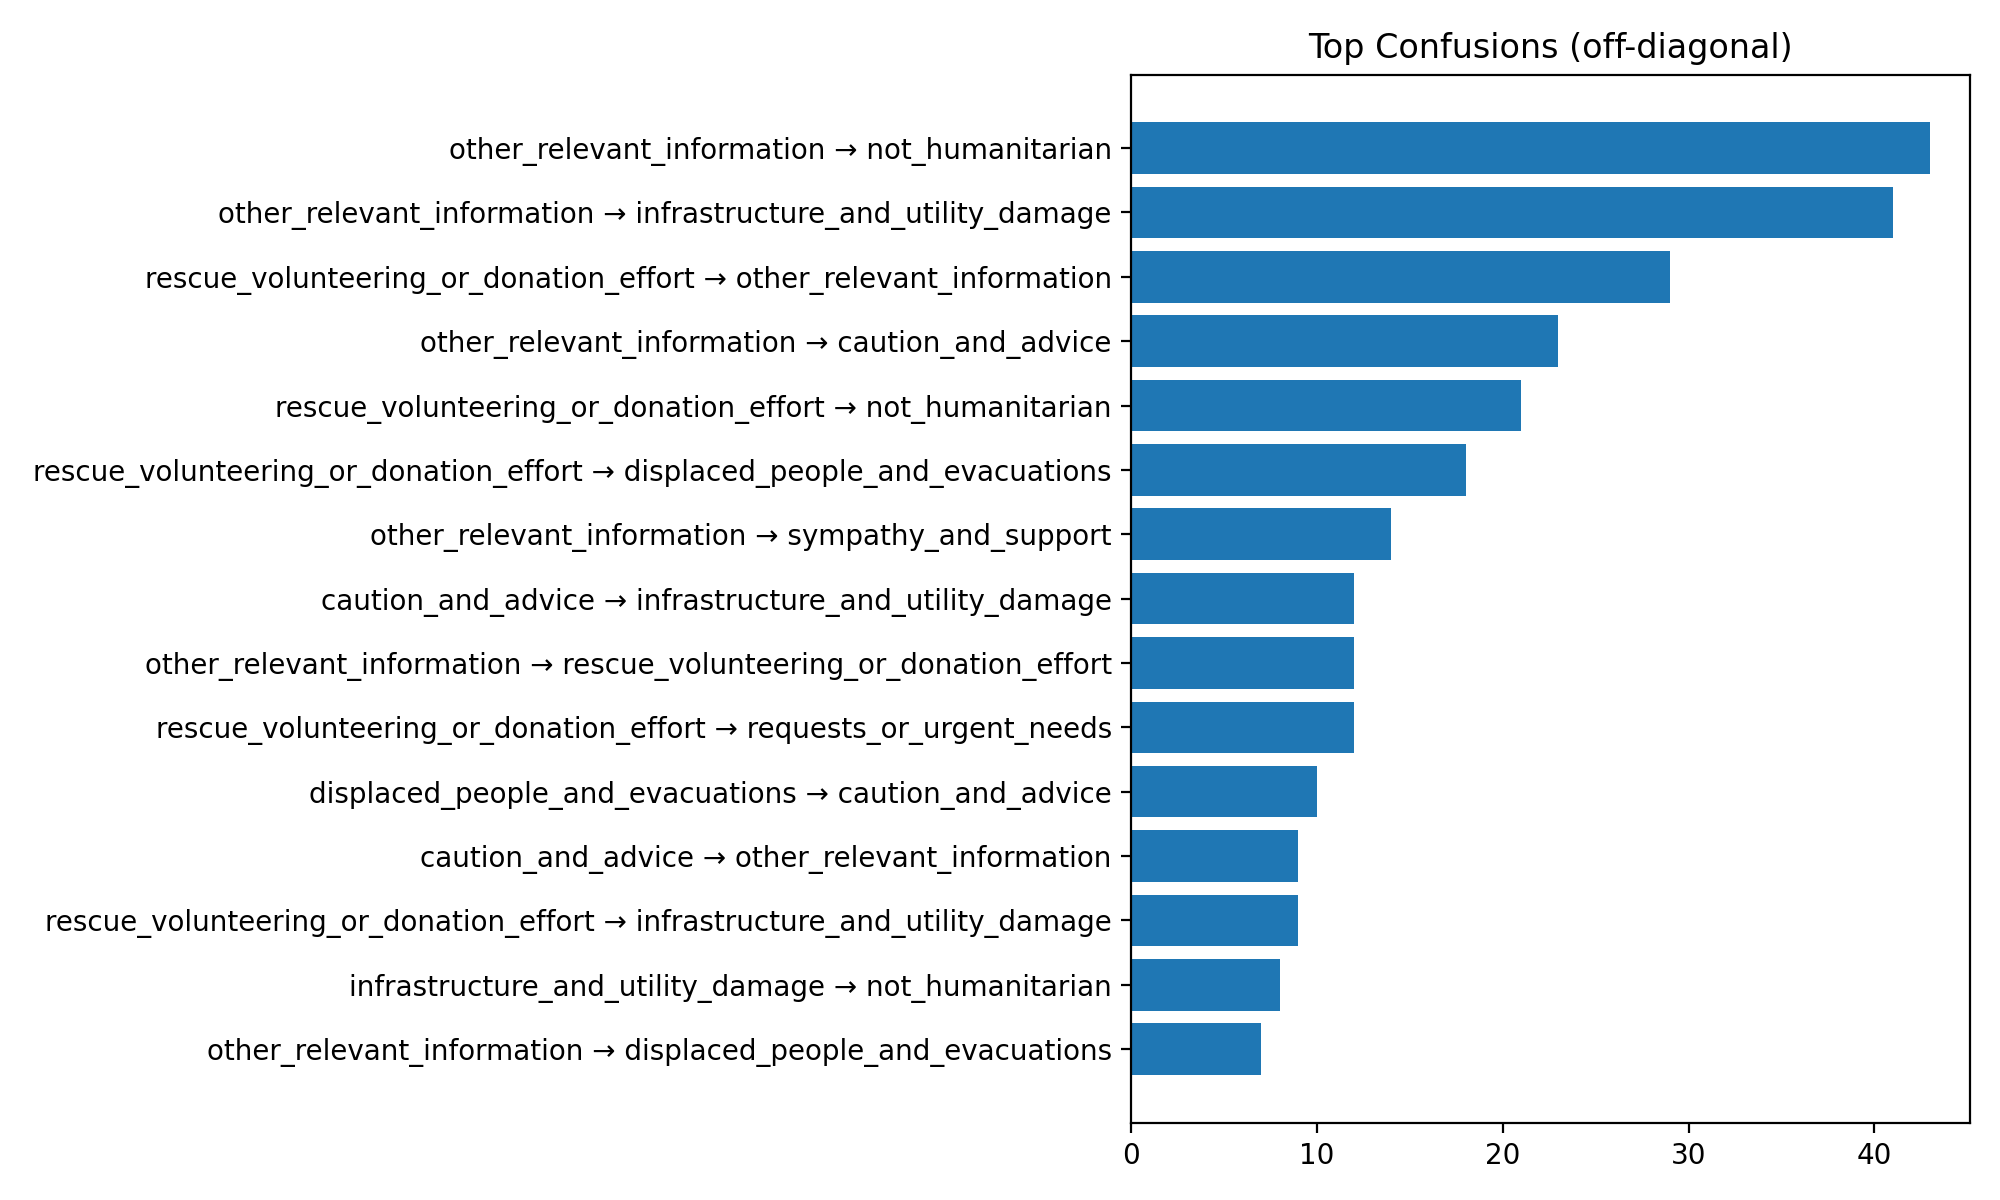 Top Confusions (off-diagonal)
other_relevant_information → not_humanitarian
other_relevant_information → infrastructure_and_utility_damage
rescue_volunteering_or_donation_effort → other_relevant_information
other_relevant_information → caution_and_advice
rescue_volunteering_or_donation_effort → not_humanitarian
rescue_volunteering_or_donation_effort → displaced_people_and_evacuations
other_relevant_information → sympathy_and_support
caution_and_advice → infrastructure_and_utility_damage
other_relevant_information → rescue_volunteering_or_donation_effort
rescue_volunteering_or_donation_effort → requests_or_urgent_needs
displaced_people_and_evacuations → caution_and_advice
caution_and_advice → other_relevant_information
rescue_volunteering_or_donation_effort → infrastructure_and_utility_damage
infrastructure_and_utility_damage → not_humanitarian
other_relevant_information → displaced_people_and_evacuations
0 10 20 30 40